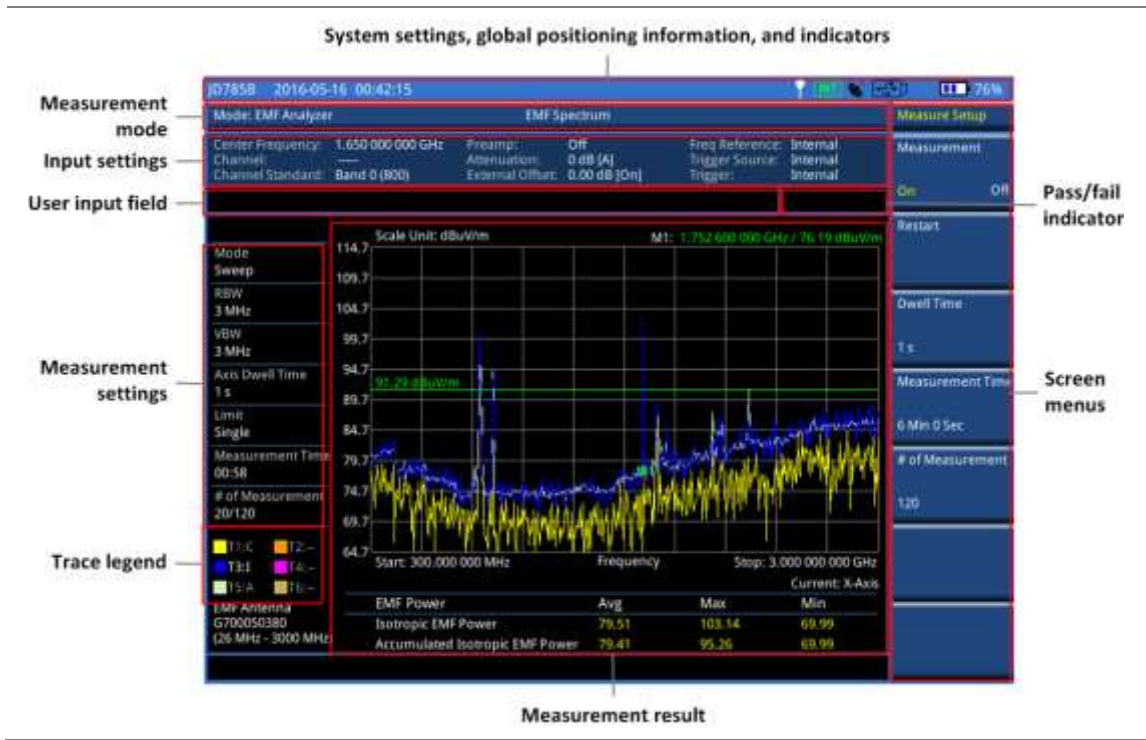 System settings, global positioning information, and indicators
JD785B 2016-05-16 00:42:15 76%
Measurement mode
Mode: EMF Analyzer EMF Spectrum Measure Setup
Input settings
Center Frequency: 1.650 000 000 GHz Preamp: Off Freq Reference: Internal
Channel: ---- Attenuation: 0 dB [A] Trigger Source: Internal
Channel Standard: Band 0 (800) External Offset: 0.00 dB [On] Trigger: Internal
User input field
Pass/fail indicator
Measurement
On Off
Restart
Dwell Time
1 s
Measurement Time
6 Min 0 Sec
# of Measurement
120
Screen menus
Measurement settings
Mode
Sweep
RBW
3 MHz
VBW
3 MHz
Axis Dwell Time
1 s
Limit
Single
Measurement Time
00:58
# of Measurement
20/120
Trace legend
T1:C T2:--
T3:I T4:--
T5:A T6:--
EMF Antenna
G700050380
(26 MHz - 3000 MHz)
Scale Unit: dBuV/m M1: 1.752 600 000 GHz / 76.19 dBuV/m
114.7
109.7
104.7
99.7
94.7
91.29 dBuV/m
89.7
84.7
79.7
74.7
69.7
64.7
Start: 300.000 000 MHz Frequency Stop: 3.000 000 000 GHz
Current: X-Axis
EMF Power Avg Max Min
Isotropic EMF Power 79.51 103.14 69.99
Accumulated Isotropic EMF Power 79.41 95.26 69.99
Measurement result